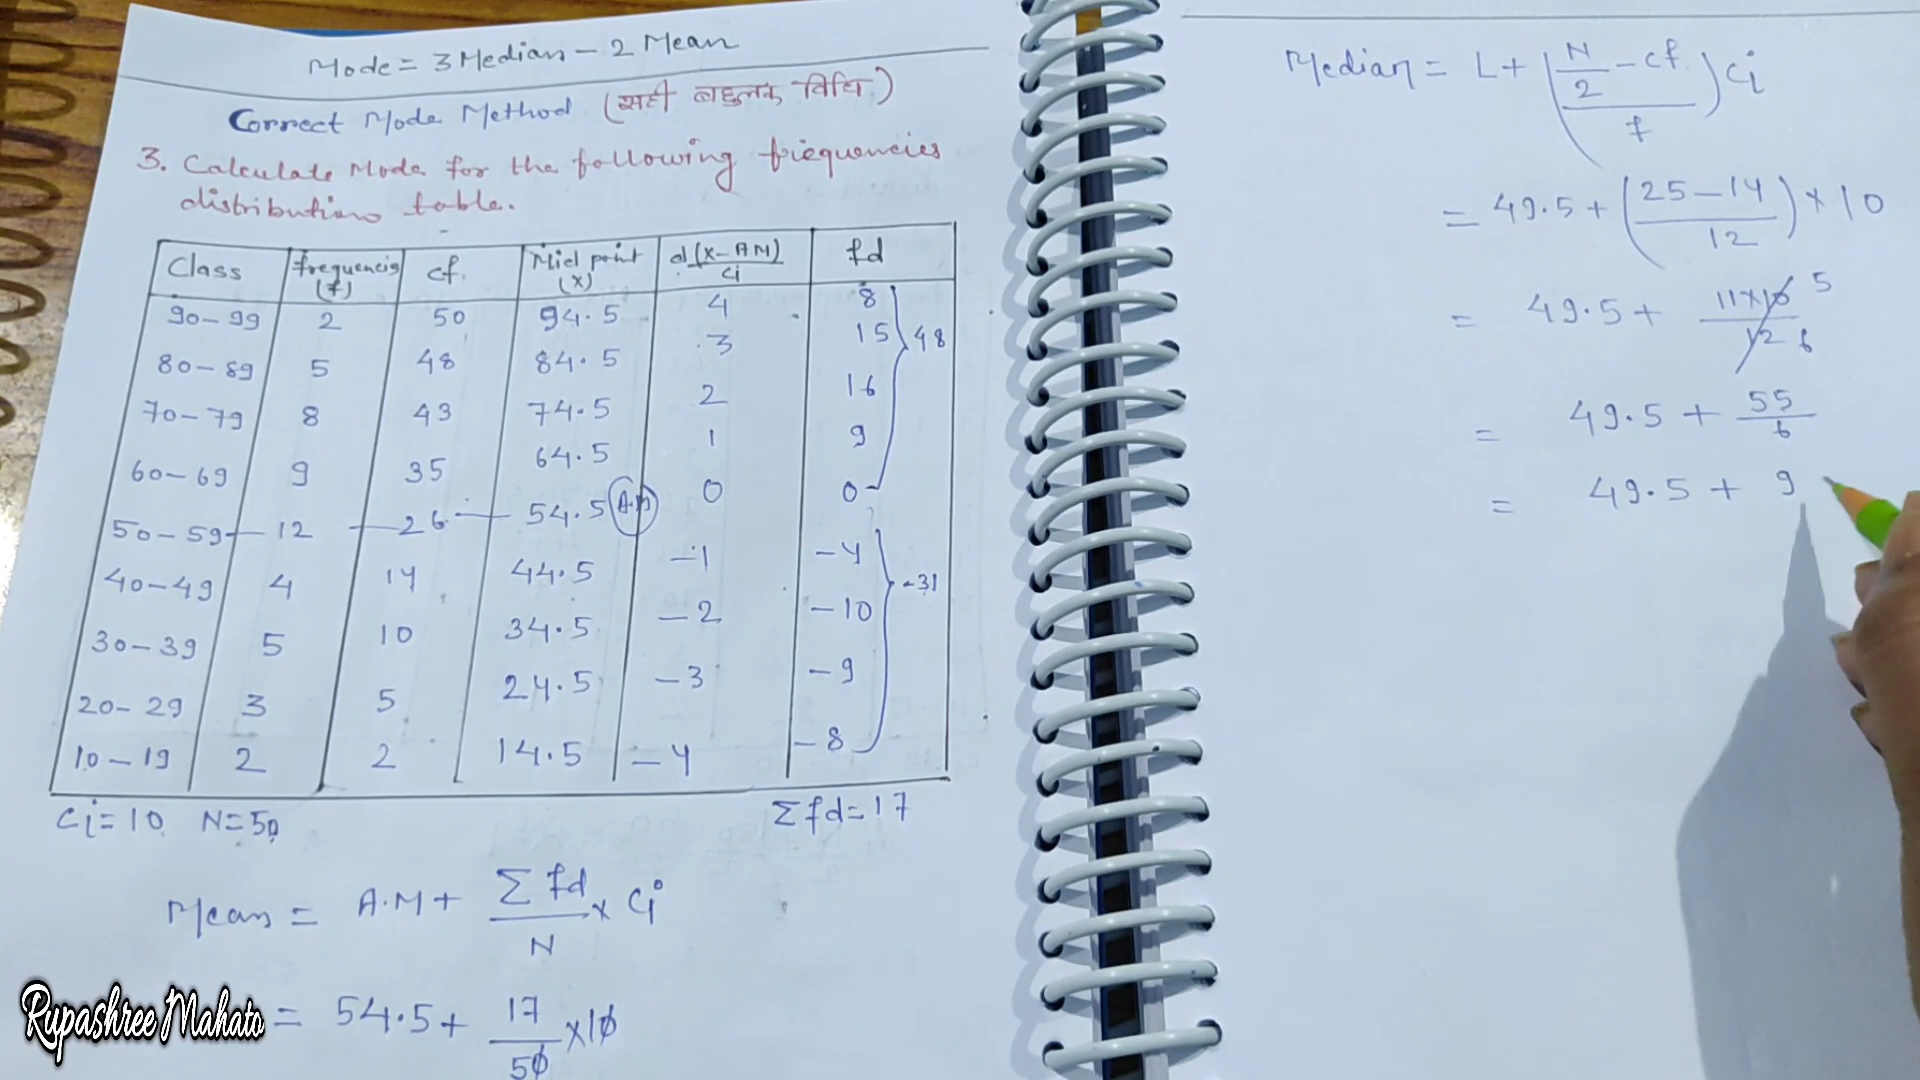 Mode = 3 Median - 2 Mean
Correct Mode Method (सही बहुलक विधि)
3. Calculate Mode for the following frequencies
distribution table.
Class frequencies (f) cf. Mid point (x) d (X-AM)/Ci fd
90-99 2 50 94.5 4 8
80-89 5 48 84.5 3 15 48
70-79 8 43 74.5 2 16
60-69 9 35 64.5 1 9
50-59 12 26 54.5 A.M 0 0
40-49 4 14 44.5 -1 -4
30-39 5 10 34.5 -2 -10 -31
20-29 3 5 24.5 -3 -9
10-19 2 2 14.5 -4 -8
Ci=10 N=50 Σfd=17
Mean = A.M + Σfd/N × Ci
= 54.5 + 17/50 × 10
Rupashree Mahato
Median = L + (N/2 - cf / f) Ci
= 49.5 + (25-14 / 12) × 10
= 49.5 + 11×10 5 / 12 6
= 49.5 + 55/6
= 49.5 + 9